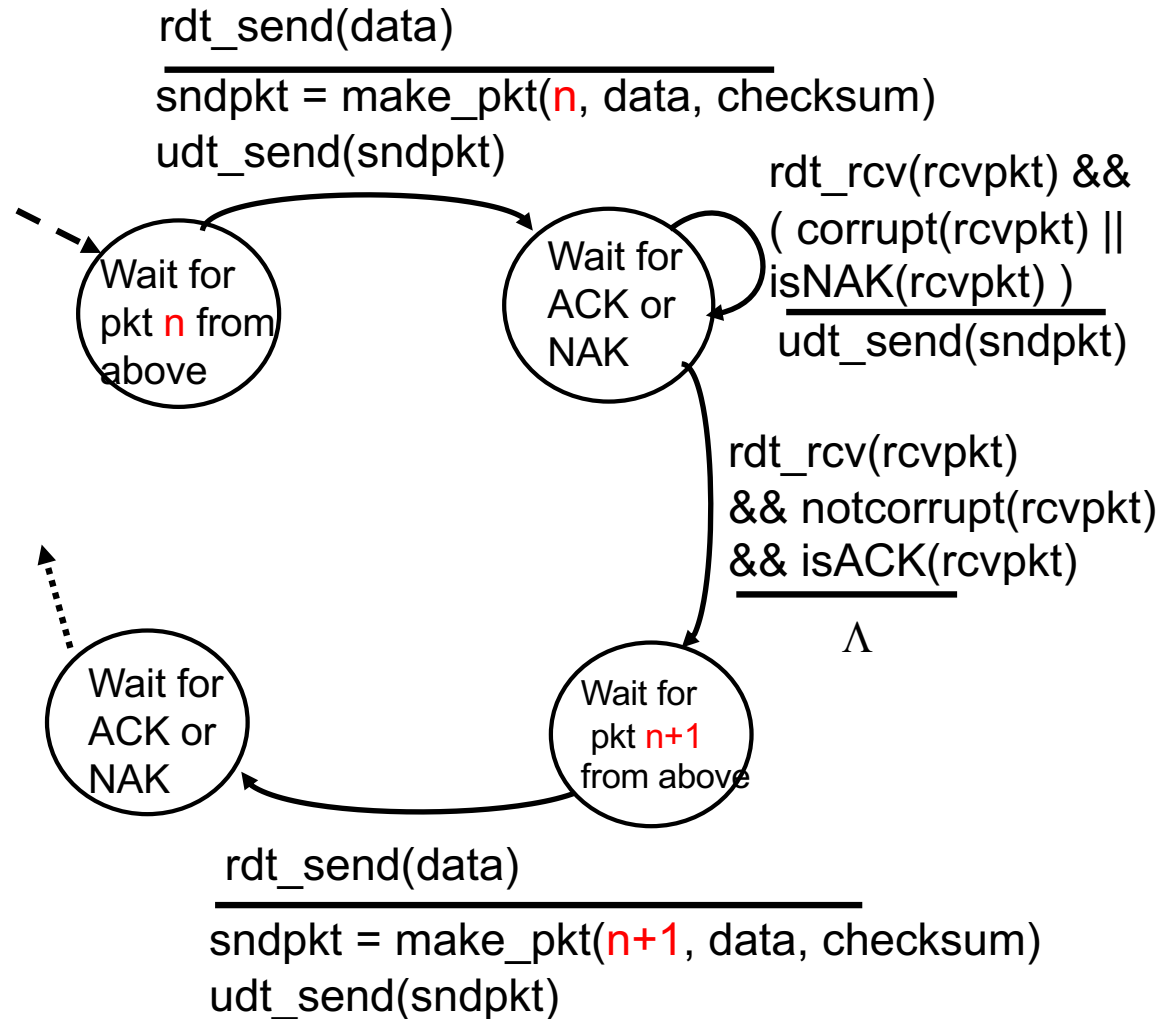 rdt_send(data)
sndpkt = make_pkt(n, data, checksum)
udt_send(sndpkt)
rdt_rcv(rcvpkt) &&
( corrupt(rcvpkt) ||
isNAK(rcvpkt) )
udt_send(sndpkt)
Wait for
pkt n from
above
Wait for
ACK or
NAK
rdt_rcv(rcvpkt)
&& notcorrupt(rcvpkt)
&& isACK(rcvpkt)
Λ
Wait for
ACK or
NAK
Wait for
pkt n+1
from above
rdt_send(data)
sndpkt = make_pkt(n+1, data, checksum)
udt_send(sndpkt)